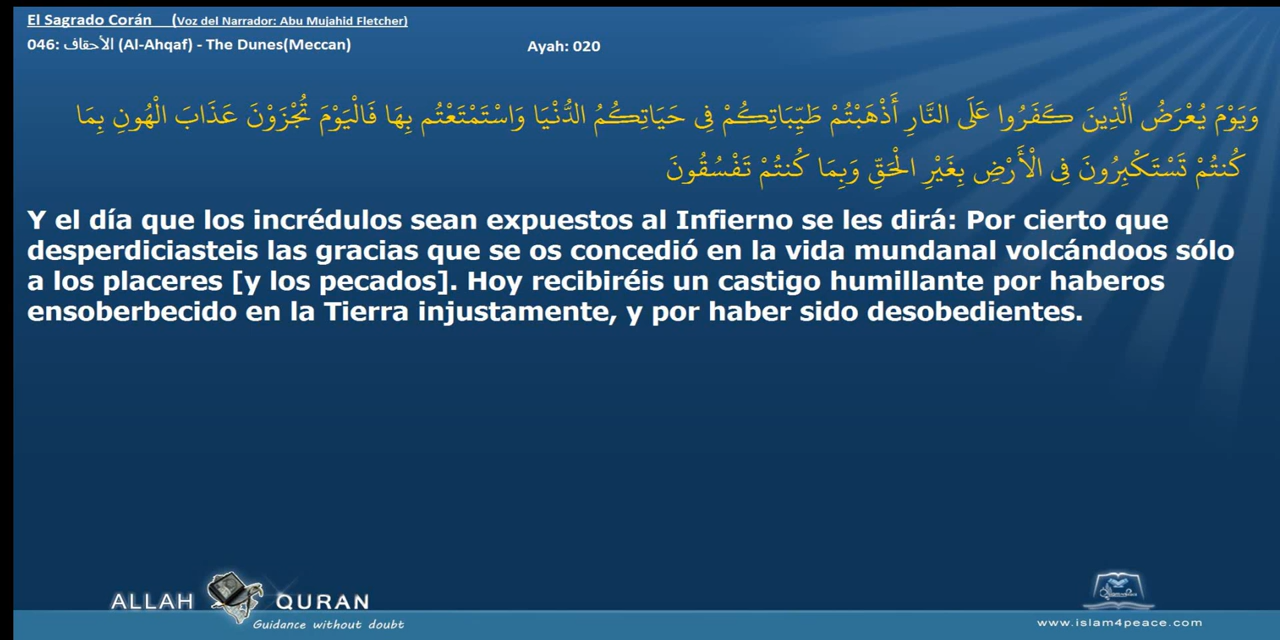 El Sagrado Corán (Voz del Narrador: Abu Mujahid Fletcher)
046: الأحقاف (Al-Ahqaf) - The Dunes(Meccan) Ayah: 020
وَيَوْمَ يُعْرَضُ الَّذِينَ كَفَرُوا عَلَى النَّارِ أَذْهَبْتُمْ طَيِّبَاتِكُمْ فِي حَيَاتِكُمُ الدُّنْيَا وَاسْتَمْتَعْتُم بِهَا فَالْيَوْمَ تُجْزَوْنَ عَذَابَ الْهُونِ بِمَا
كُنتُمْ تَسْتَكْبِرُونَ فِي الْأَرْضِ بِغَيْرِ الْحَقِّ وَبِمَا كُنتُمْ تَفْسُقُونَ
Y el día que los incrédulos sean expuestos al Infierno se les dirá: Por cierto que
desperdiciasteis las gracias que se os concedió en la vida mundanal volcándoos sólo
a los placeres [y los pecados]. Hoy recibiréis un castigo humillante por haberos
ensoberbecido en la Tierra injustamente, y por haber sido desobedientes.
ALLAH QURAN
Guidance without doubt
www.islam4peace.com